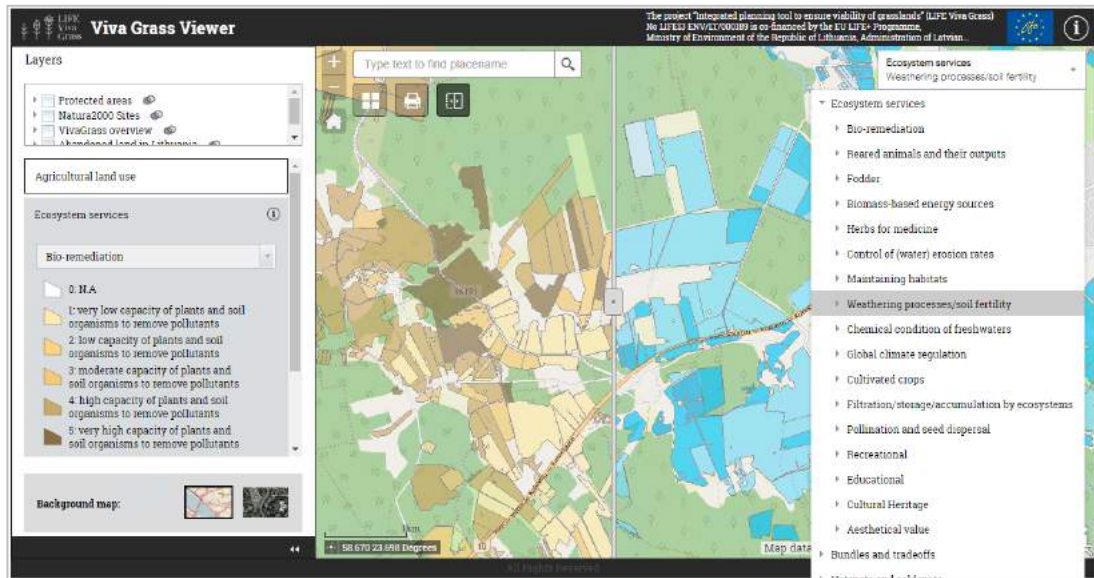 LIFE
Viva
Grass
Viva Grass Viewer
The project "Integrated planning tool to ensure viability of grasslands" (LIFE Viva Grass)
No LIFE13 ENV/LT/000189 is co-financed by the EU LIFE+ Programme,
Ministry of Environment of the Republic of Lithuania, Administration of Latvian...
Layers
Protected areas
Natura2000 Sites
VivaGrass overview
Abandoned land in Lithuania
Agricultural land use
Ecosystem services
Bio-remediation
0: N.A
1: very low capacity of plants and soil
organisms to remove pollutants
2: low capacity of plants and soil
organisms to remove pollutants
3: moderate capacity of plants and
soil organisms to remove pollutants
4: high capacity of plants and soil
organisms to remove pollutants
5: very high capacity of plants and
soil organisms to remove pollutants
Background map:
Type text to find placename
1km
58.670 23.698 Degrees
10
Map data
All Rights Reserved
Ecosystem services
Weathering processes/soil fertility
Ecosystem services
Bio-remediation
Reared animals and their outputs
Fodder
Biomass-based energy sources
Herbs for medicine
Control of (water) erosion rates
Maintaining habitats
Weathering processes/soil fertility
Chemical condition of freshwaters
Global climate regulation
Cultivated crops
Filtration/storage/accumulation by ecosystems
Pollination and seed dispersal
Recreational
Educational
Cultural Heritage
Aesthetical value
Bundles and tradeoffs